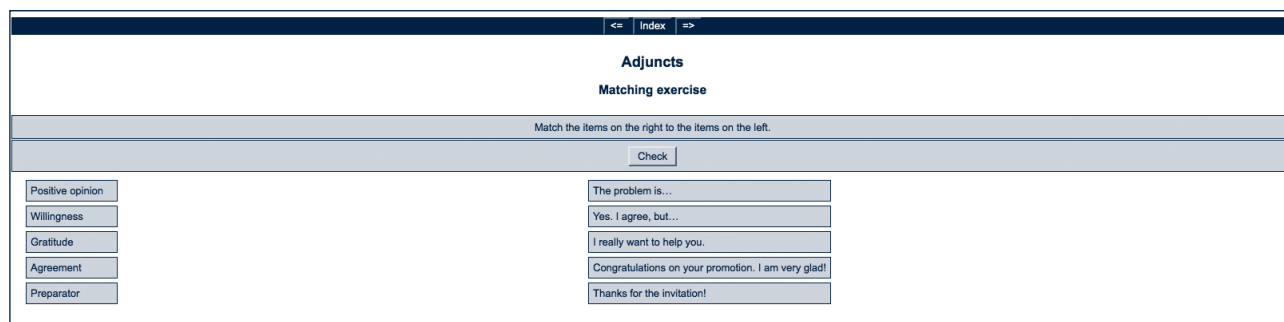 <= Index =>
Adjuncts
Matching exercise
Match the items on the right to the items on the left.
Check
Positive opinion The problem is…
Willingness Yes. I agree, but…
Gratitude I really want to help you.
Agreement Congratulations on your promotion. I am very glad!
Preparator Thanks for the invitation!